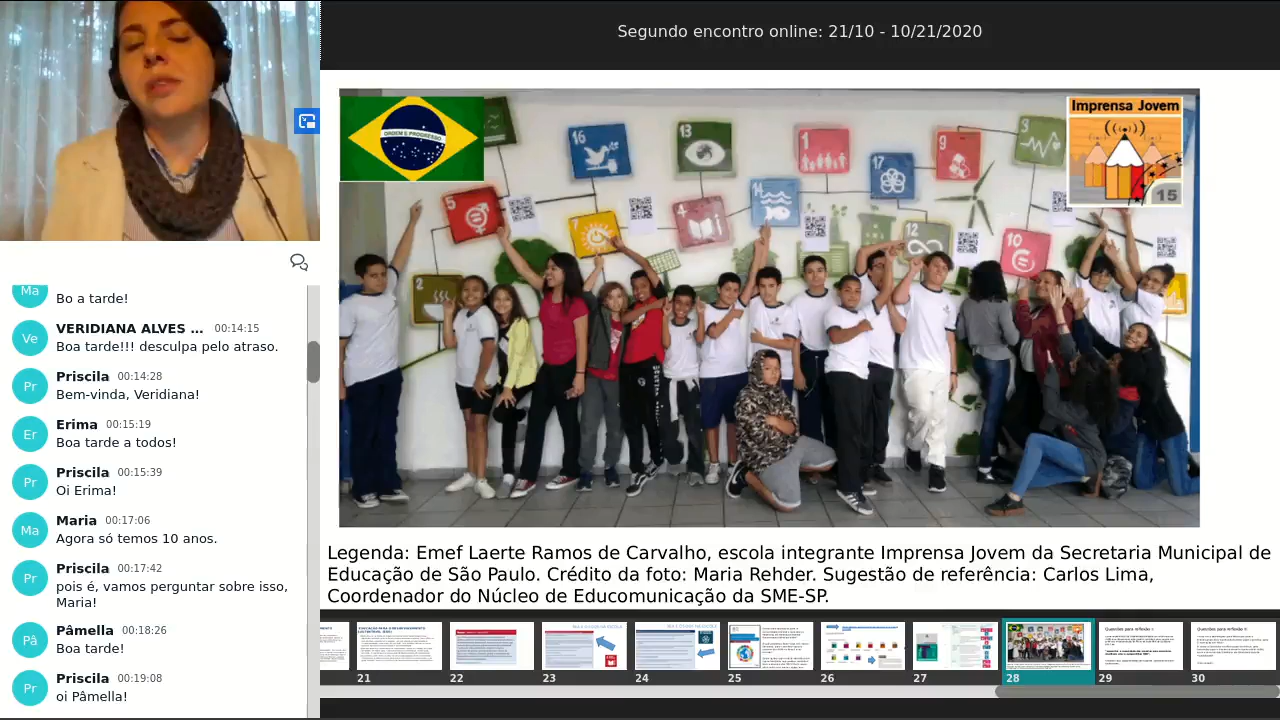 Segundo encontro online: 21/10 - 10/21/2020
Ma
Bo a tarde!
Ve
VERIDIANA ALVES ... 00:14:15
Boa tarde!!! desculpa pelo atraso.
Pr
Priscila 00:14:28
Bem-vinda, Veridiana!
Er
Erima 00:15:19
Boa tarde a todos!
Pr
Priscila 00:15:39
Oi Erima!
Ma
Maria 00:17:06
Agora só temos 10 anos.
Pr
Priscila 00:17:42
pois é, vamos perguntar sobre isso,
Maria!
Pâ
Pâmella 00:18:26
Boa tarde!
Pr
Priscila 00:19:08
oi Pâmella!
ORDEM E PROGRESSO
Imprensa Jovem
15
16
13
1
17
9
3
5
7
4
14
12
10
2
Legenda: Emef Laerte Ramos de Carvalho, escola integrante Imprensa Jovem da Secretaria Municipal de
Educação de São Paulo. Crédito da foto: Maria Rehder. Sugestão de referência: Carlos Lima,
Coordenador do Núcleo de Educomunicação da SME-SP.
21 22 23 24 25 26 27 28 29 30